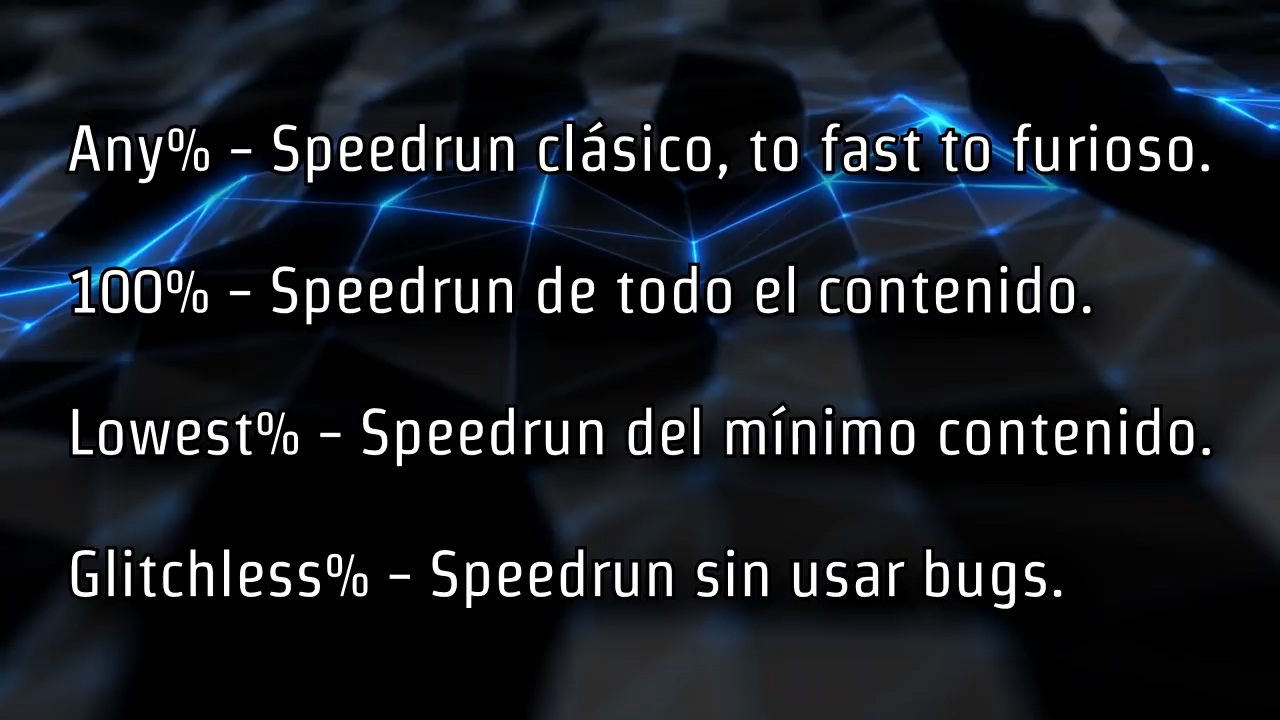 Any% - Speedrun clásico, to fast to furioso.
100% - Speedrun de todo el contenido.
Lowest% - Speedrun del mínimo contenido.
Glitchless% - Speedrun sin usar bugs.